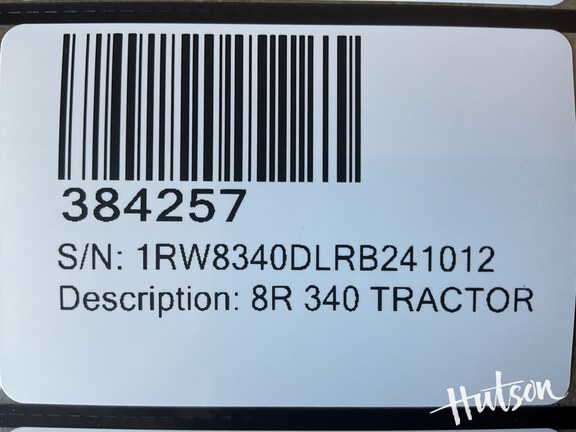 384257
S/N: 1RW8340DLRB241012
Description: 8R 340 TRACTOR
Hutson